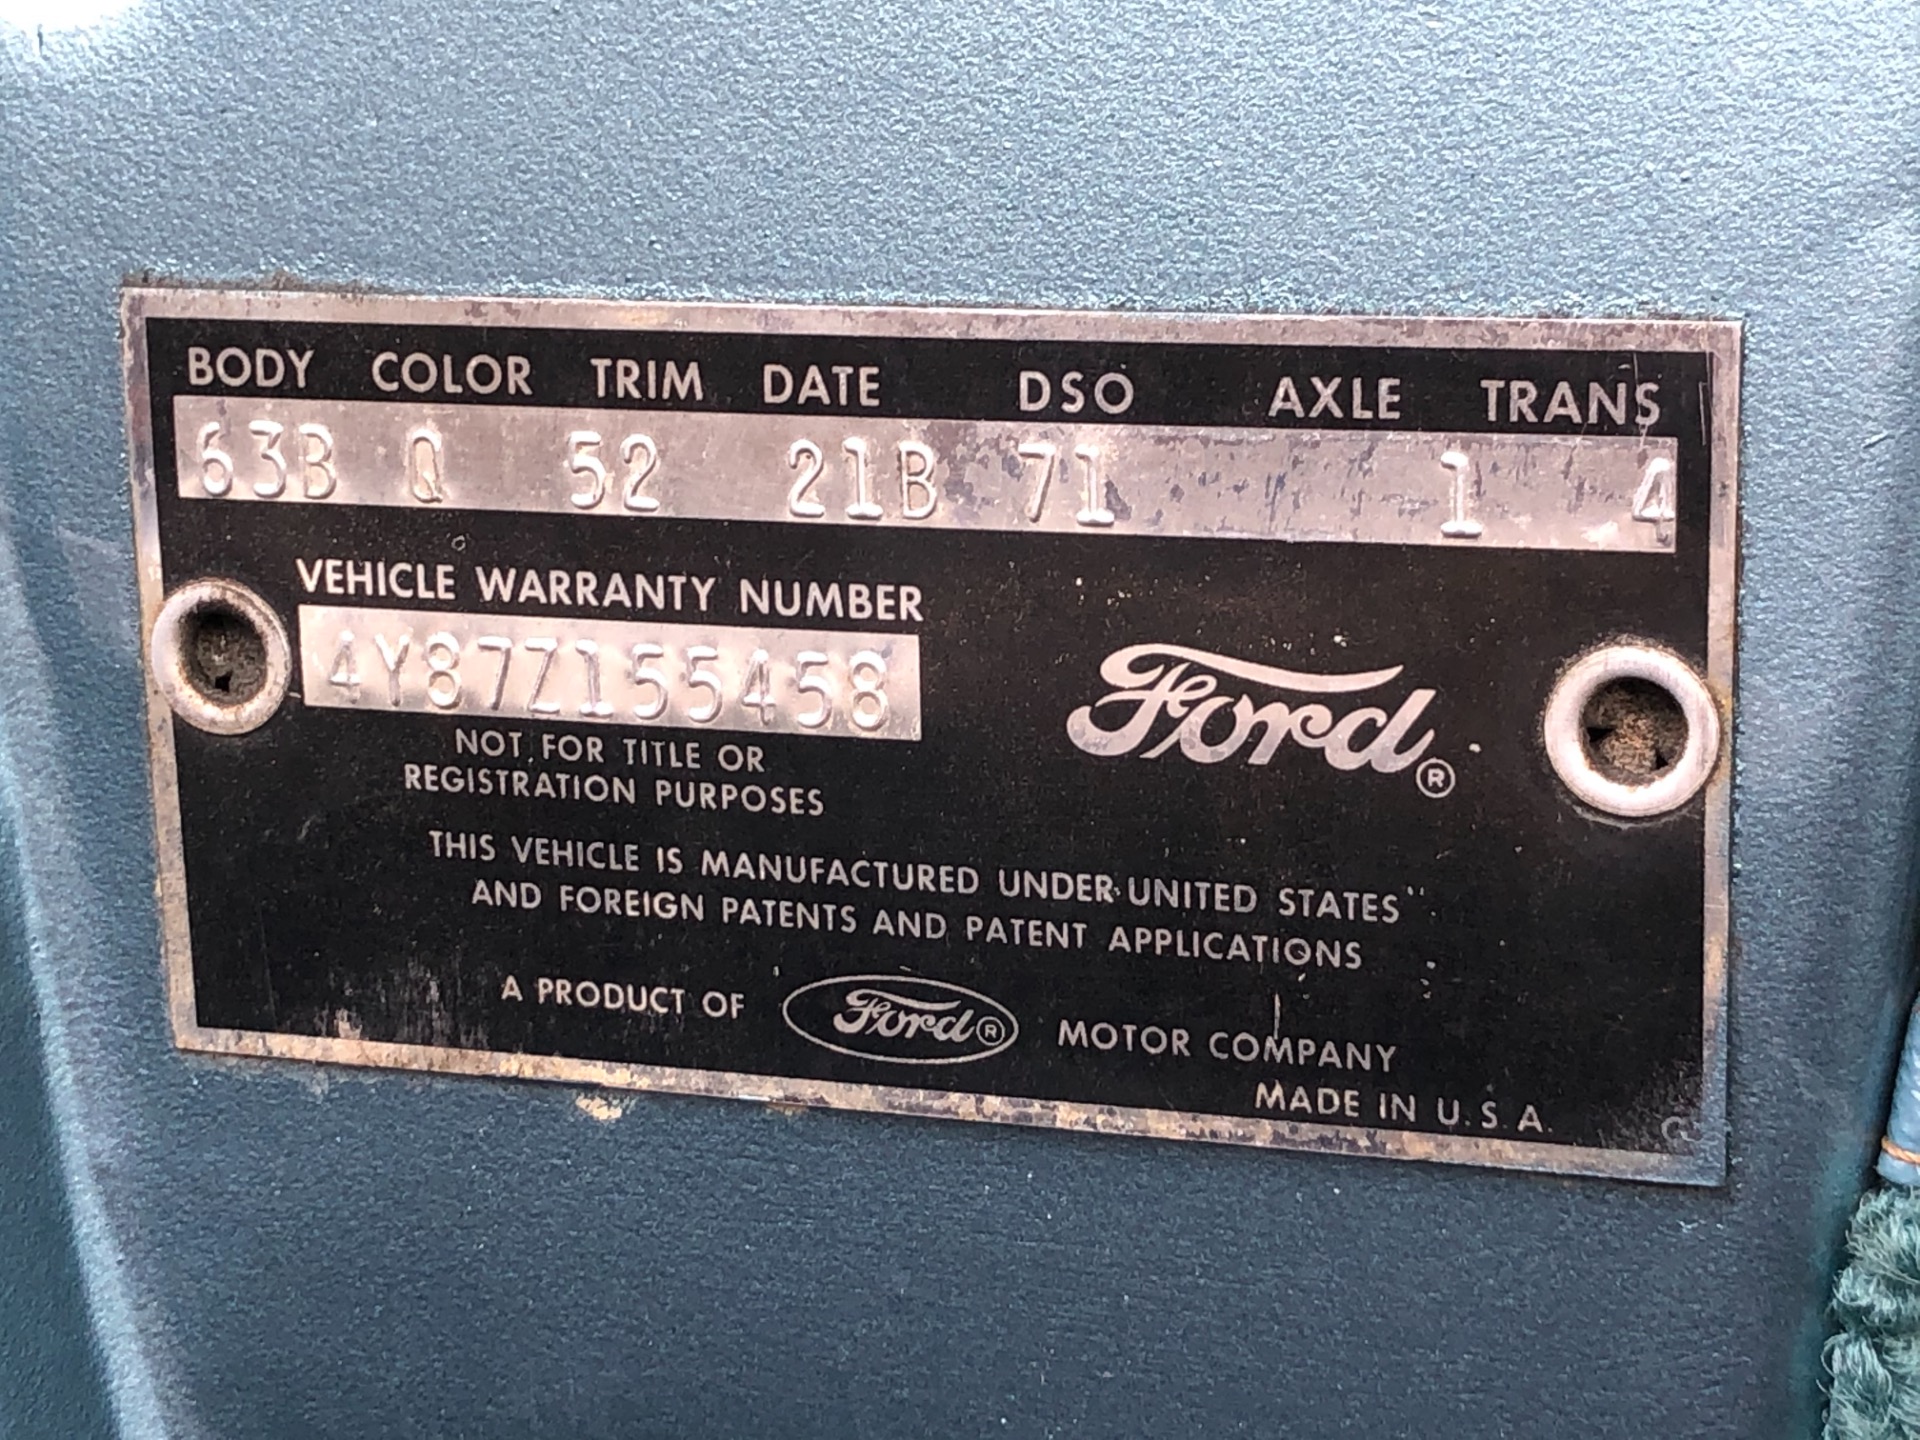 BODY COLOR TRIM DATE DSO AXLE TRANS
63B Q 52 21B 71 1 4
VEHICLE WARRANTY NUMBER
4Y87Z155458
NOT FOR TITLE OR
REGISTRATION PURPOSES
Ford®
THIS VEHICLE IS MANUFACTURED UNDER UNITED STATES
AND FOREIGN PATENTS AND PATENT APPLICATIONS
A PRODUCT OF Ford® MOTOR COMPANY
MADE IN U.S.A.